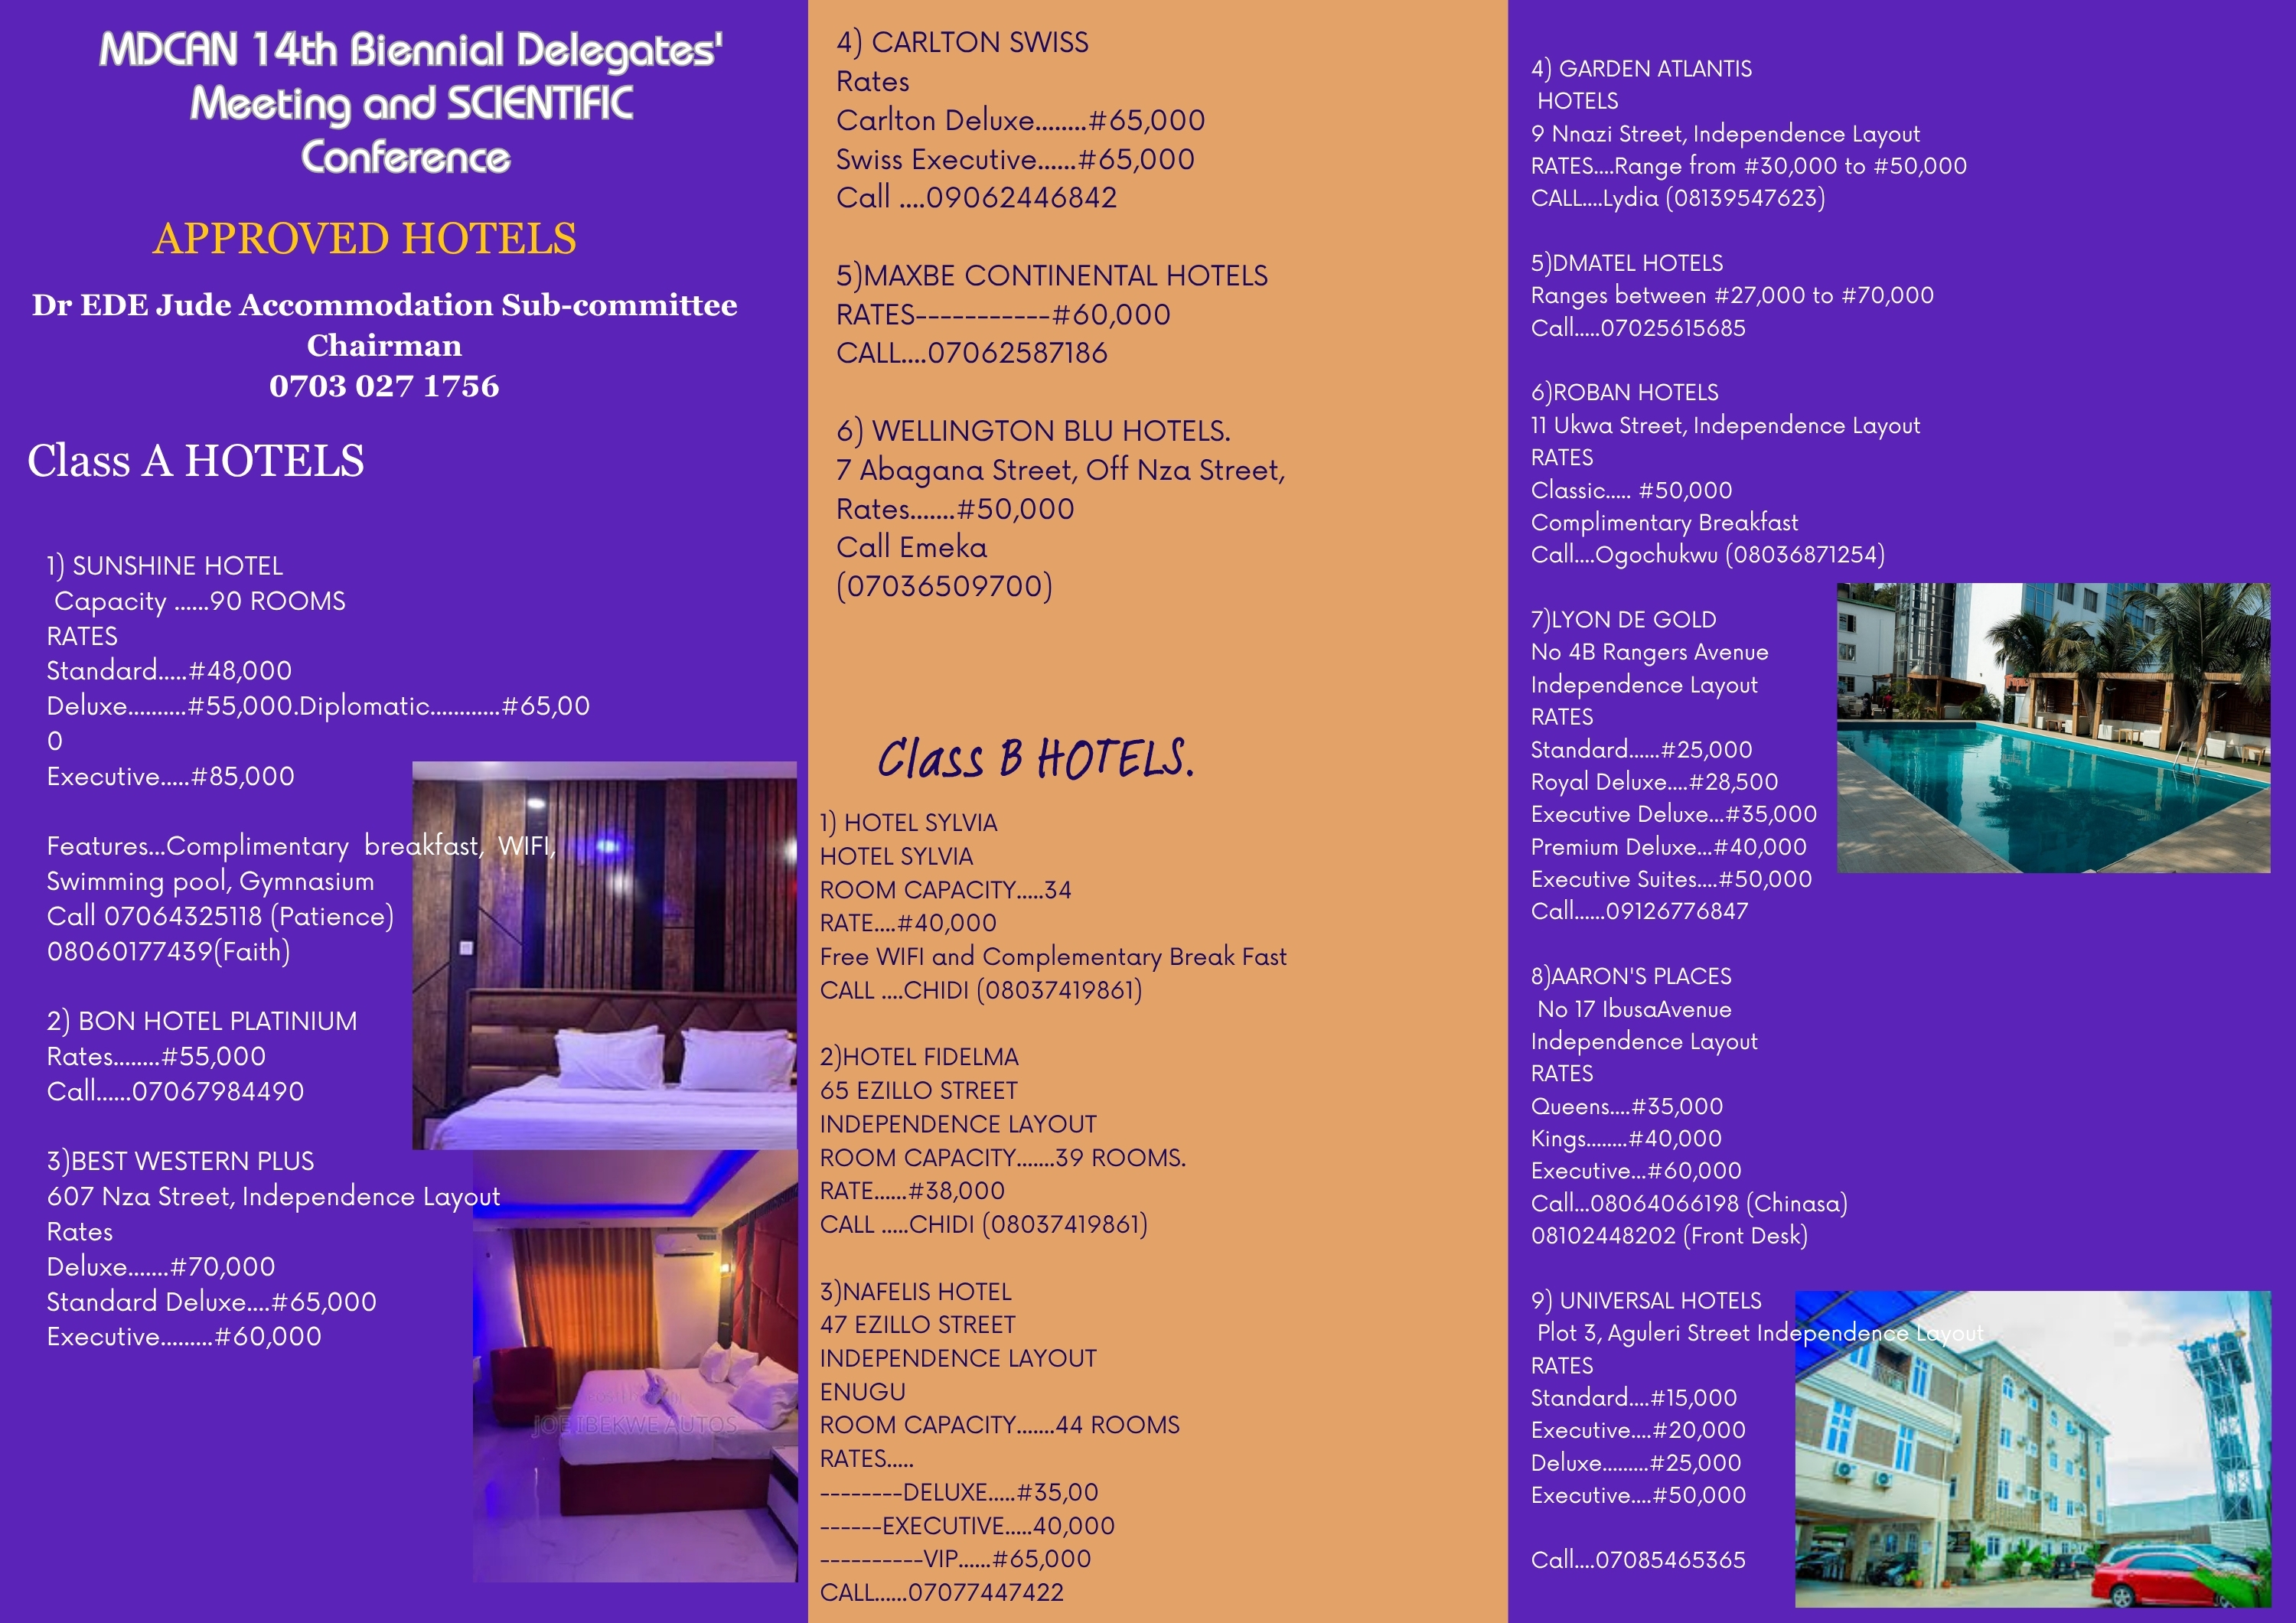 MDCAN 14th Biennial Delegates'
Meeting and SCIENTIFIC
Conference
APPROVED HOTELS
Dr EDE Jude Accommodation Sub-committee
Chairman
0703 027 1756
Class A HOTELS
1) SUNSHINE HOTEL
Capacity ......90 ROOMS
RATES
Standard.....#48,000
Deluxe..........#55,000.Diplomatic............#65,00
0
Executive.....#85,000
Features...Complimentary breakfast, WIFI,
Swimming pool, Gymnasium
Call 07064325118 (Patience)
08060177439(Faith)
2) BON HOTEL PLATINIUM
Rates........#55,000
Call......07067984490
3)BEST WESTERN PLUS
607 Nza Street, Independence Layout
Rates
Deluxe.......#70,000
Standard Deluxe....#65,000
Executive.........#60,000
JOE IBEKWE AUTOS
4) CARLTON SWISS
Rates
Carlton Deluxe........#65,000
Swiss Executive......#65,000
Call ....09062446842
5)MAXBE CONTINENTAL HOTELS
RATES-----------#60,000
CALL....07062587186
6) WELLINGTON BLU HOTELS.
7 Abagana Street, Off Nza Street,
Rates.......#50,000
Call Emeka
(07036509700)
Class B HOTELS.
1) HOTEL SYLVIA
HOTEL SYLVIA
ROOM CAPACITY.....34
RATE....#40,000
Free WIFI and Complementary Break Fast
CALL ....CHIDI (08037419861)
2)HOTEL FIDELMA
65 EZILLO STREET
INDEPENDENCE LAYOUT
ROOM CAPACITY.......39 ROOMS.
RATE......#38,000
CALL .....CHIDI (08037419861)
3)NAFELIS HOTEL
47 EZILLO STREET
INDEPENDENCE LAYOUT
ENUGU
ROOM CAPACITY.......44 ROOMS
RATES.....
--------DELUXE.....#35,00
------EXECUTIVE.....40,000
----------VIP......#65,000
CALL......07077447422
4) GARDEN ATLANTIS
HOTELS
9 Nnazi Street, Independence Layout
RATES....Range from #30,000 to #50,000
CALL....Lydia (08139547623)
5)DMATEL HOTELS
Ranges between #27,000 to #70,000
Call.....07025615685
6)ROBAN HOTELS
11 Ukwa Street, Independence Layout
RATES
Classic..... #50,000
Complimentary Breakfast
Call....Ogochukwu (08036871254)
7)LYON DE GOLD
No 4B Rangers Avenue
Independence Layout
RATES
Standard......#25,000
Royal Deluxe....#28,500
Executive Deluxe...#35,000
Premium Deluxe...#40,000
Executive Suites....#50,000
Call......09126776847
8)AARON'S PLACES
No 17 IbusaAvenue
Independence Layout
RATES
Queens....#35,000
Kings........#40,000
Executive...#60,000
Call...08064066198 (Chinasa)
08102448202 (Front Desk)
9) UNIVERSAL HOTELS
Plot 3, Aguleri Street Independence Layout
RATES
Standard....#15,000
Executive....#20,000
Deluxe.........#25,000
Executive....#50,000
Call....07085465365